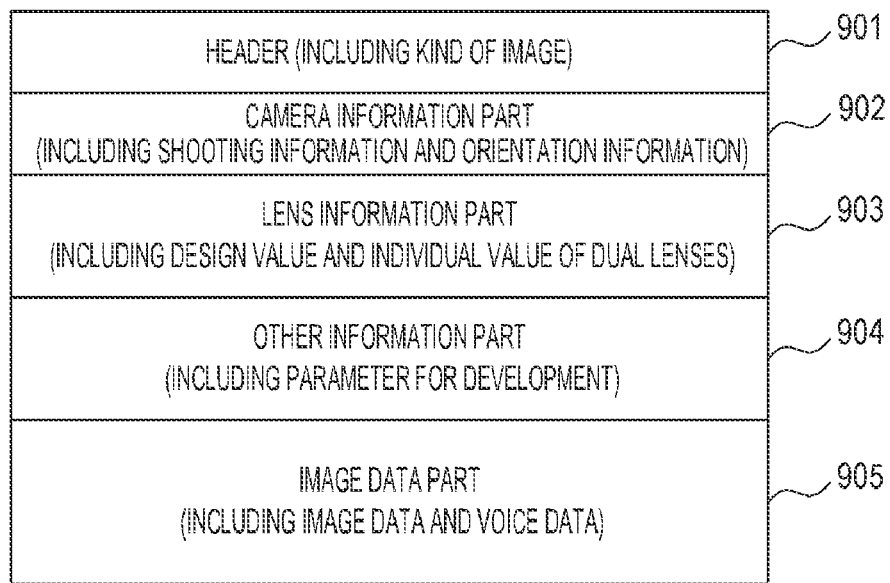 HEADER (INCLUDING KIND OF IMAGE)
901
CAMERA INFORMATION PART
(INCLUDING SHOOTING INFORMATION AND ORIENTATION INFORMATION)
902
LENS INFORMATION PART
(INCLUDING DESIGN VALUE AND INDIVIDUAL VALUE OF DUAL LENSES)
903
OTHER INFORMATION PART
(INCLUDING PARAMETER FOR DEVELOPMENT)
904
IMAGE DATA PART
(INCLUDING IMAGE DATA AND VOICE DATA)
905